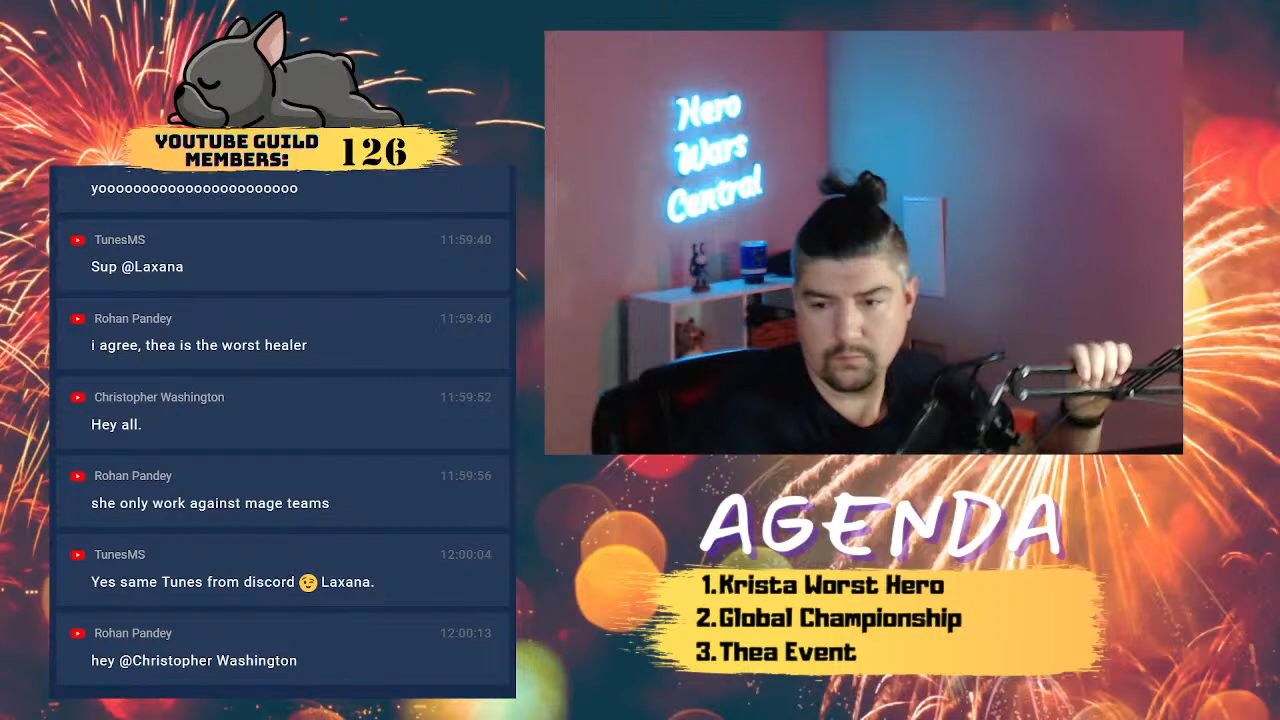 YOUTUBE GUILD
MEMBERS:
126
yooooooooooooooooooooooo
TunesMS 11:59:40
Sup @Laxana
Rohan Pandey 11:59:40
i agree, thea is the worst healer
Christopher Washington 11:59:52
Hey all.
Rohan Pandey 11:59:56
she only work against mage teams
TunesMS 12:00:04
Yes same Tunes from discord 😉 Laxana.
Rohan Pandey 12:00:13
hey @Christopher Washington
Hero
Wars
Central
AGENDA
1.Krista Worst Hero
2.Global Championship
3.Thea Event